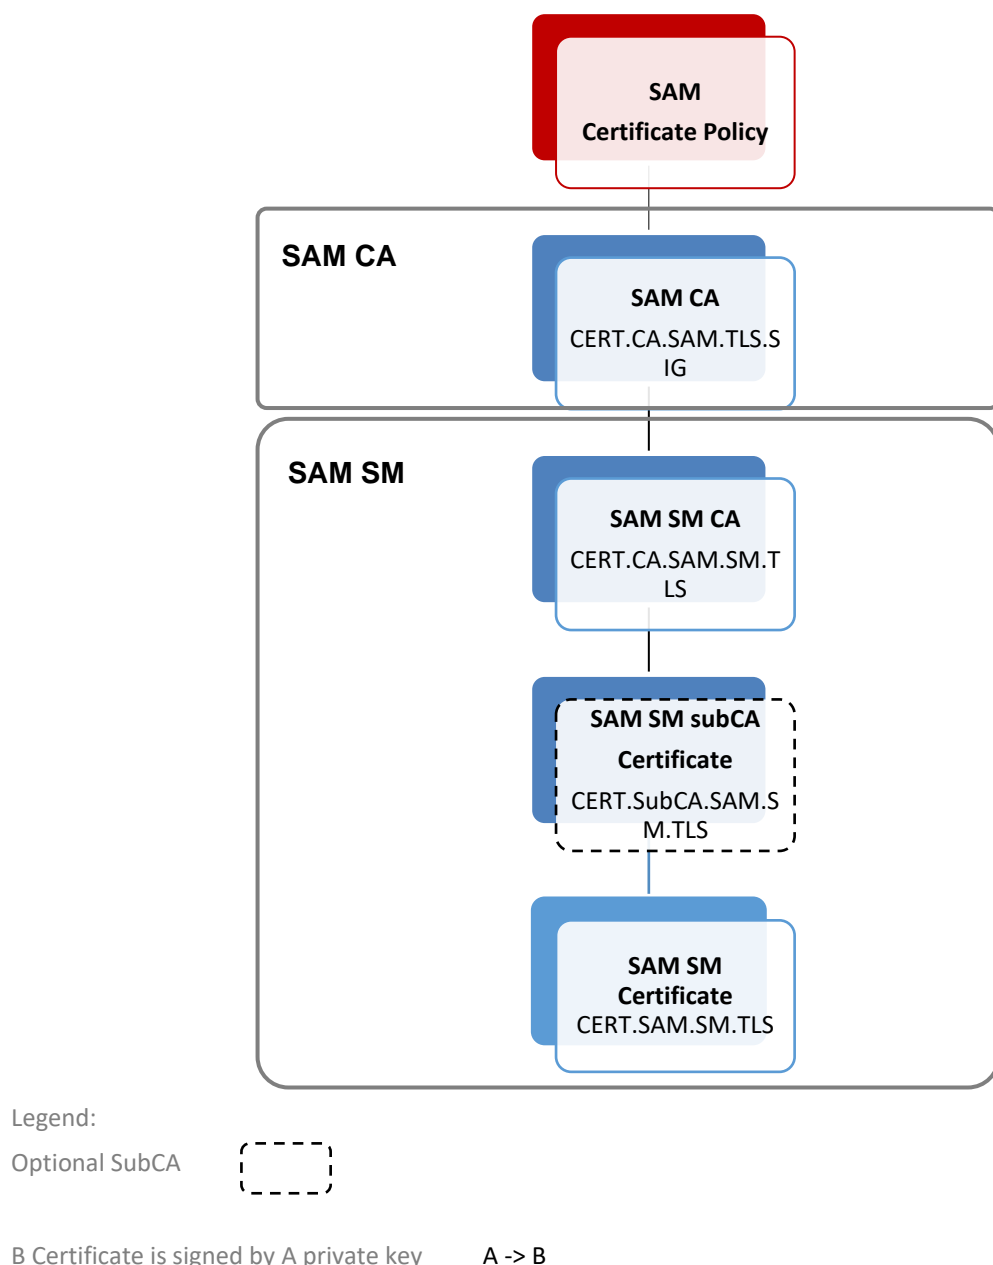 SAM
Certificate Policy
SAM CA
SAM CA
CERT.CA.SAM.TLS.S
IG
SAM SM
SAM SM CA
CERT.CA.SAM.SM.T
LS
SAM SM subCA
Certificate
CERT.SubCA.SAM.S
M.TLS
SAM SM
Certificate
CERT.SAM.SM.TLS
Legend:
Optional SubCA
B Certificate is signed by A private key A -> B